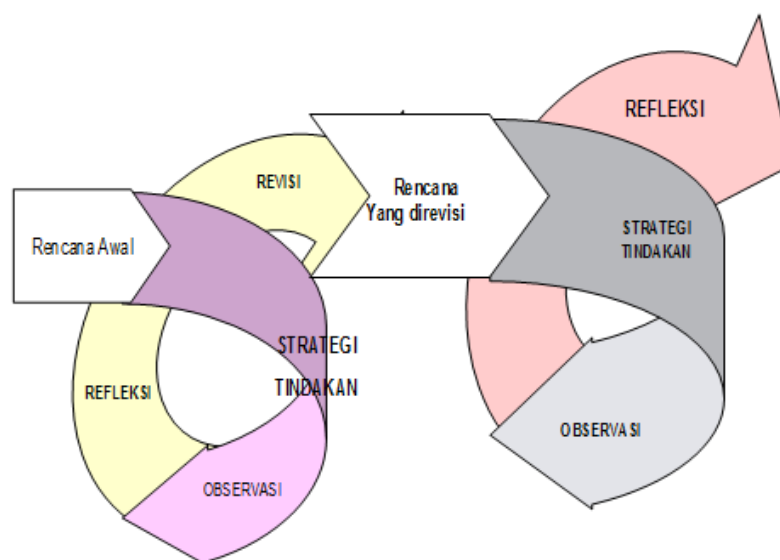 Rencana Awal
STRATEGI
TINDAKAN
OBSERVASI
REFLEKSI
REVISI
Rencana
Yang direvisi
STRATEGI
TINDAKAN
OBSERVASI
REFLEKSI